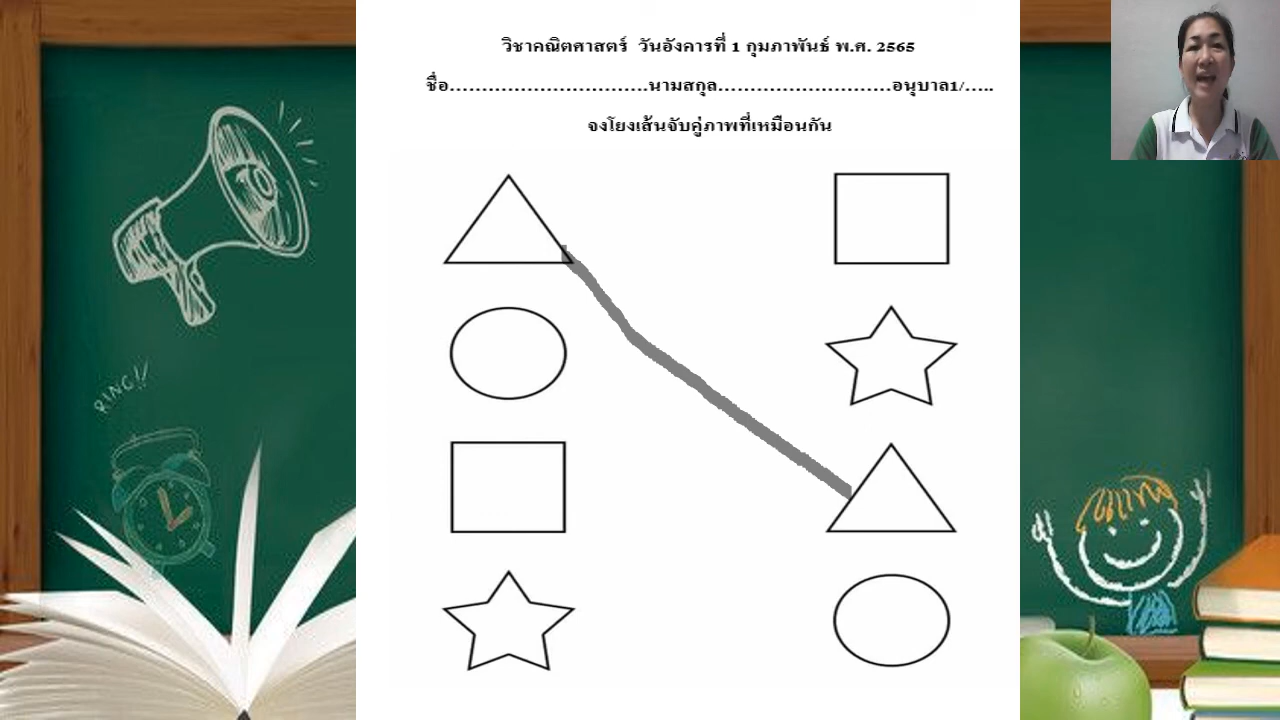 วิชาคณิตศาสตร์ วันอังคารที่ 1 กุมภาพันธ์ พ.ศ. 2565
ชื่อ...............................นามสกุล...........................อนุบาล1/.....
จงโยงเส้นจับคู่ภาพที่เหมือนกัน
RING!!